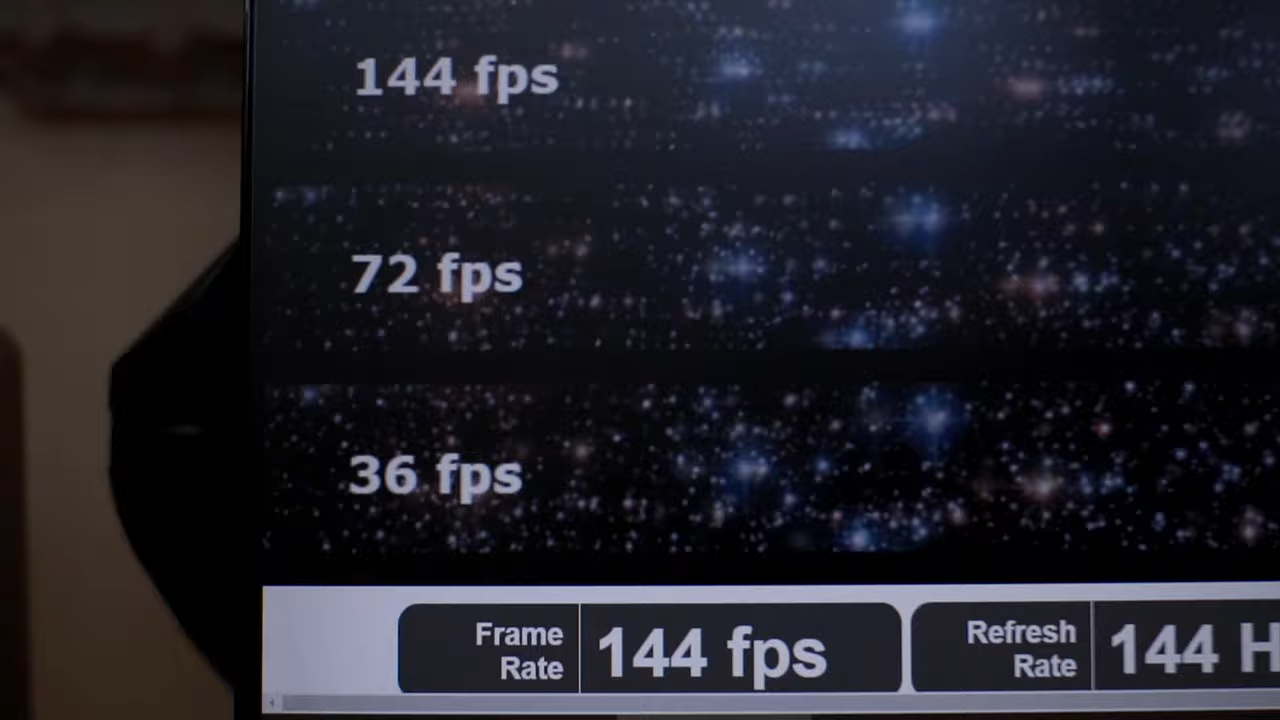 144 fps
72 fps
36 fps
Frame
Rate
144 fps
Refresh
Rate
144 H